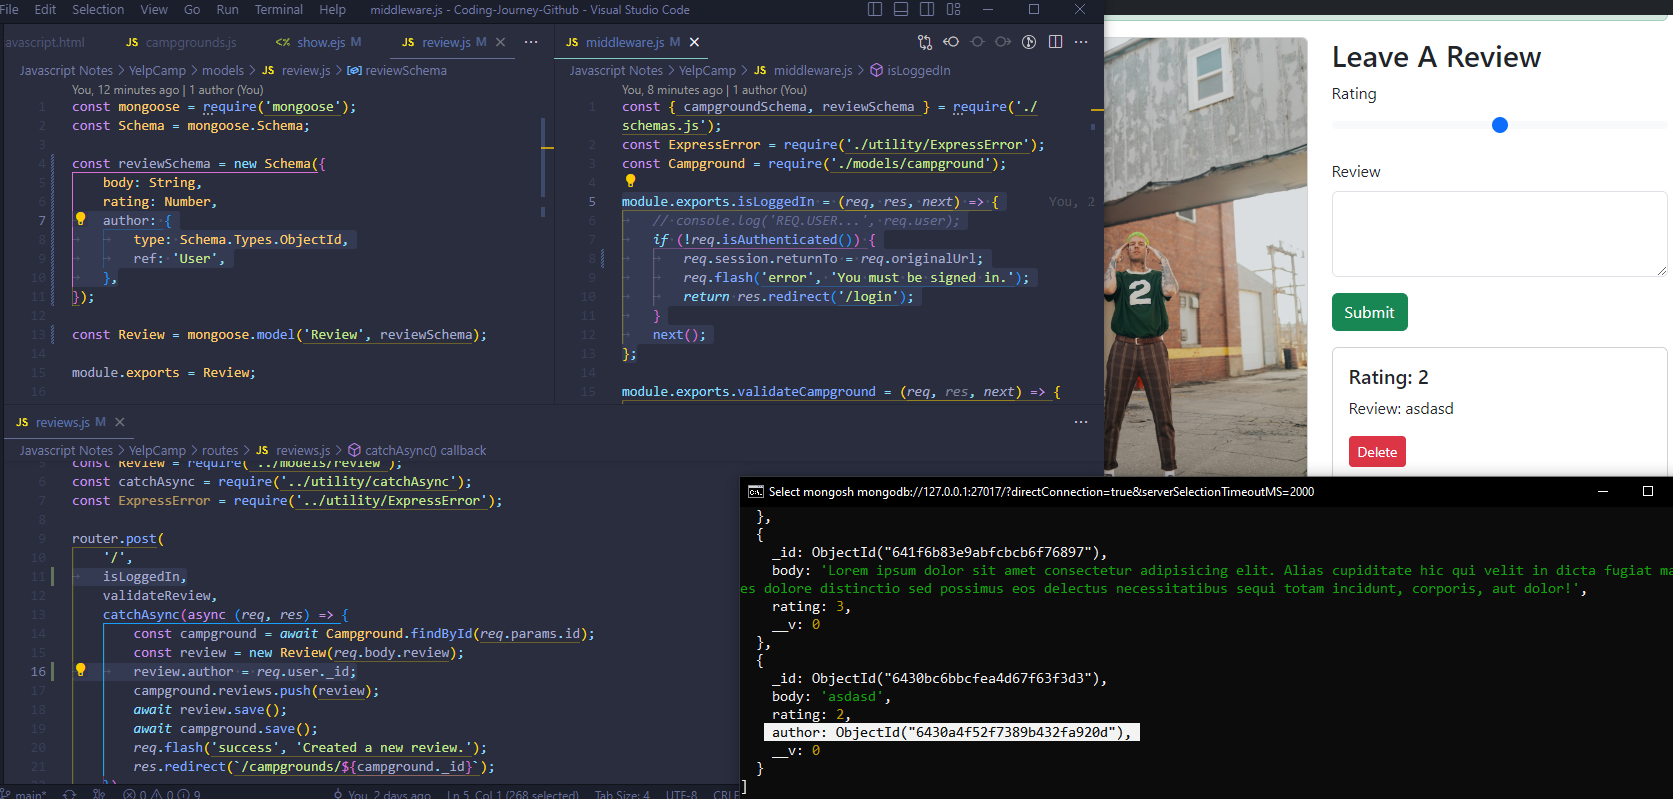 File Edit Selection View Go Run Terminal Help middleware.js - Coding-Journey-Github - Visual Studio Code
avascript.html JS campgrounds.js <% show.ejs M JS review.js M
Javascript Notes > YelpCamp > models > JS review.js > reviewSchema
You, 12 minutes ago | 1 author (You)
1 const mongoose = require('mongoose');
2 const Schema = mongoose.Schema;
3
4 const reviewSchema = new Schema({
5 body: String,
6 rating: Number,
7 author: {
8 type: Schema.Types.ObjectId,
9 ref: 'User',
10 },
11 });
12
13 const Review = mongoose.model('Review', reviewSchema);
14
15 module.exports = Review;
16
JS middleware.js M
Javascript Notes > YelpCamp > JS middleware.js > isLoggedIn
You, 8 minutes ago | 1 author (You)
1 const { campgroundSchema, reviewSchema } = require('./
schemas.js');
2 const ExpressError = require('./utility/ExpressError');
3 const Campground = require('./models/campground');
4
5 module.exports.isLoggedIn = (req, res, next) => { You, 2
6 // console.log('REQ.USER...', req.user);
7 if (!req.isAuthenticated()) {
8 req.session.returnTo = req.originalUrl;
9 req.flash('error', 'You must be signed in.');
10 return res.redirect('/login');
11 }
12 next();
13 };
14
15 module.exports.validateCampground = (req, res, next) => {
JS reviews.js M
Javascript Notes > YelpCamp > routes > JS reviews.js > catchAsync() callback
5 const Review = require('../models/review');
6 const catchAsync = require('../utility/catchAsync');
7 const ExpressError = require('../utility/ExpressError');
8
9 router.post(
10 '/',
11 isLoggedIn,
12 validateReview,
13 catchAsync(async (req, res) => {
14 const campground = await Campground.findById(req.params.id);
15 const review = new Review(req.body.review);
16 review.author = req.user._id;
17 campground.reviews.push(review);
18 await review.save();
19 await campground.save();
20 req.flash('success', 'Created a new review.');
21 res.redirect(`/campgrounds/${campground._id}`);
22 })
main* 0 0 9 You, 2 days ago Ln 5, Col 1 (268 selected) Tab Size: 4 UTF-8 CRLF
Leave A Review
Rating
Review
Submit
Rating: 2
Review: asdasd
Delete
2
Select mongosh mongodb://127.0.0.1:27017/?directConnection=true&serverSelectionTimeoutMS=2000
},
{
_id: ObjectId("641f6b83e9abfcbcb6f76897"),
body: 'Lorem ipsum dolor sit amet consectetur adipisicing elit. Alias cupiditate hic qui velit in dicta fugiat ma
es dolore distinctio sed possimus eos delectus necessitatibus sequi totam incidunt, corporis, aut dolor!',
rating: 3,
__v: 0
},
{
_id: ObjectId("6430bc6bbcfea4d67f63f3d3"),
body: 'asdasd',
rating: 2,
author: ObjectId("6430a4f52f7389b432fa920d"),
__v: 0
}
]